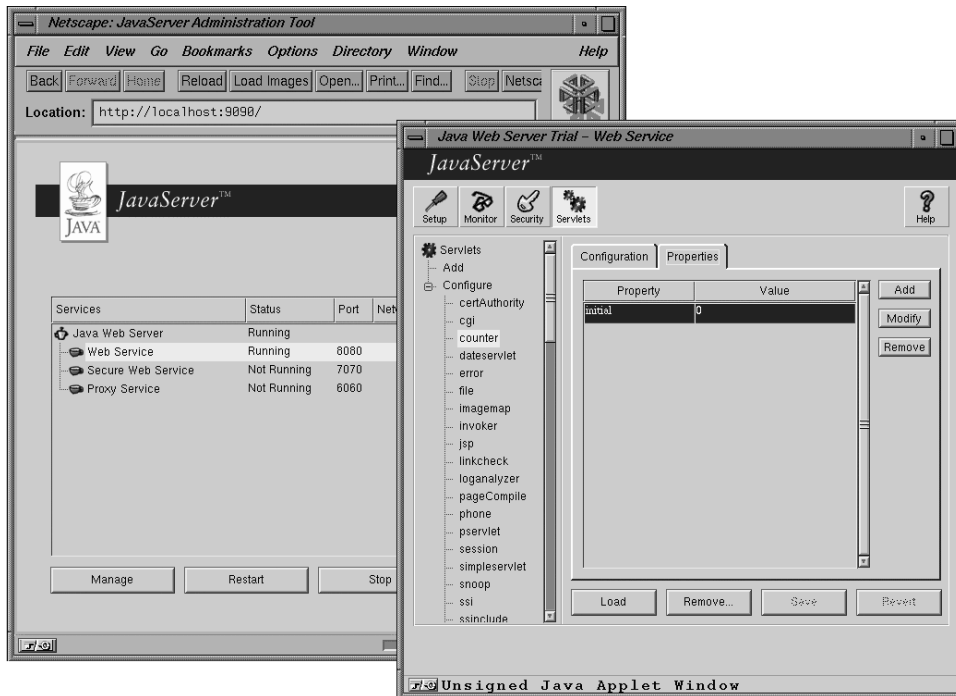 Netscape: JavaServer Administration Tool
File Edit View Go Bookmarks Options Directory Window Help
Back Forward Home Reload Load Images Open... Print... Find... Stop
Location: http://localhost:9090/
JavaServer™
JAVA
Services Status Port
Java Web Server Running
Web Service Running 8080
Secure Web Service Not Running 7070
Proxy Service Not Running 6060
Manage Restart Stop
Java Web Server Trial – Web Service
JavaServer™
Setup Monitor Security Servlets Help
Servlets
Add
Configure
certAuthority
cgi
counter
dateservlet
error
file
imagemap
invoker
jsp
linkcheck
loganalyzer
pageCompile
phone
pservlet
session
simpleservlet
snoop
ssi
ssinclude
Configuration Properties
Property Value
initial 0
Add
Modify
Remove
Load Remove... Save Revert
Unsigned Java Applet Window